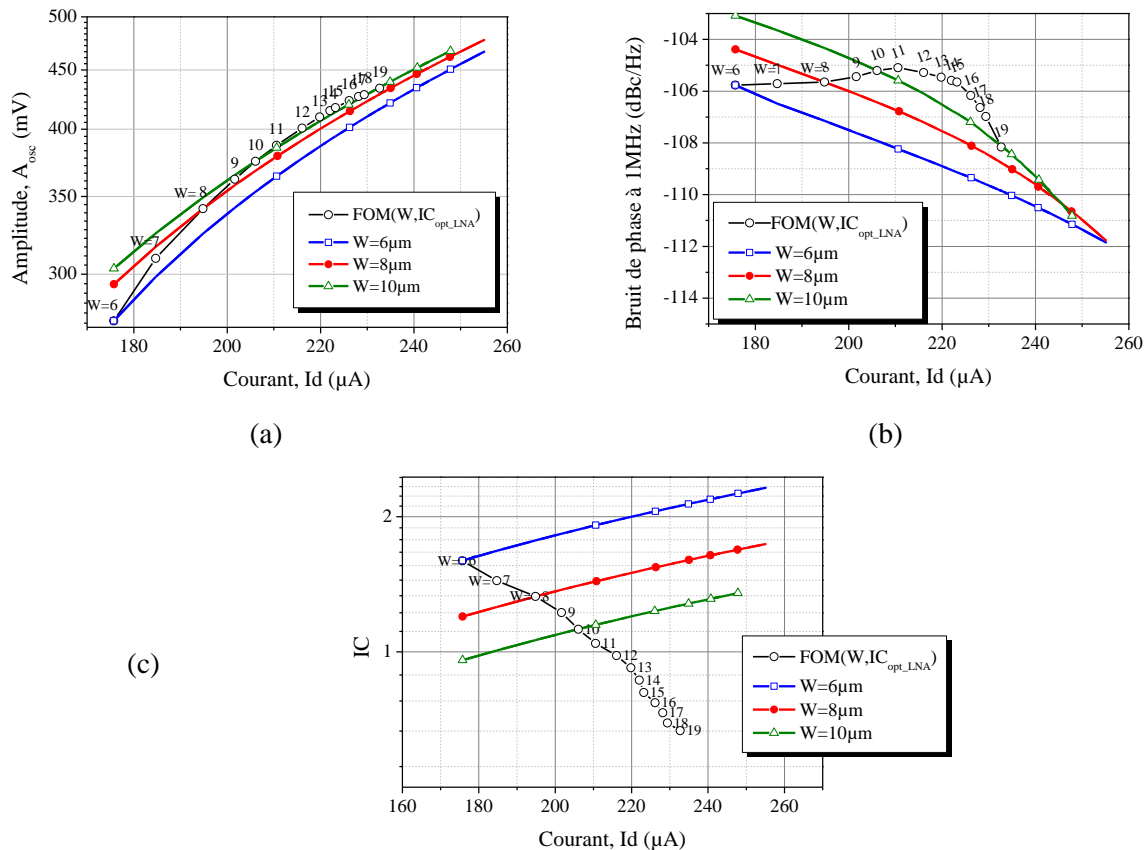 500
450
400
350
300
Amplitude, A_osc (mV)
W=6
W=7
W=8
9
10
11
12
13
14
15
16
17
18
19
FOM(W,IC_opt_LNA)
W=6µm
W=8µm
W=10µm
180 200 220 240 260
Courant, Id (µA)
(a)
-104
-106
-108
-110
-112
-114
Bruit de phase à 1MHz (dBc/Hz)
W=6
W=7
W=8
9
10
11
12
13
14
15
16
17
18
19
FOM(W,IC_opt_LNA)
W=6µm
W=8µm
W=10µm
180 200 220 240 260
Courant, Id (µA)
(b)
(c)
2
1
IC
W=6
W=7
W=8
9
10
11
12
13
14
15
16
17
18
19
FOM(W,IC_opt_LNA)
W=6µm
W=8µm
W=10µm
160 180 200 220 240 260
Courant, Id (µA)